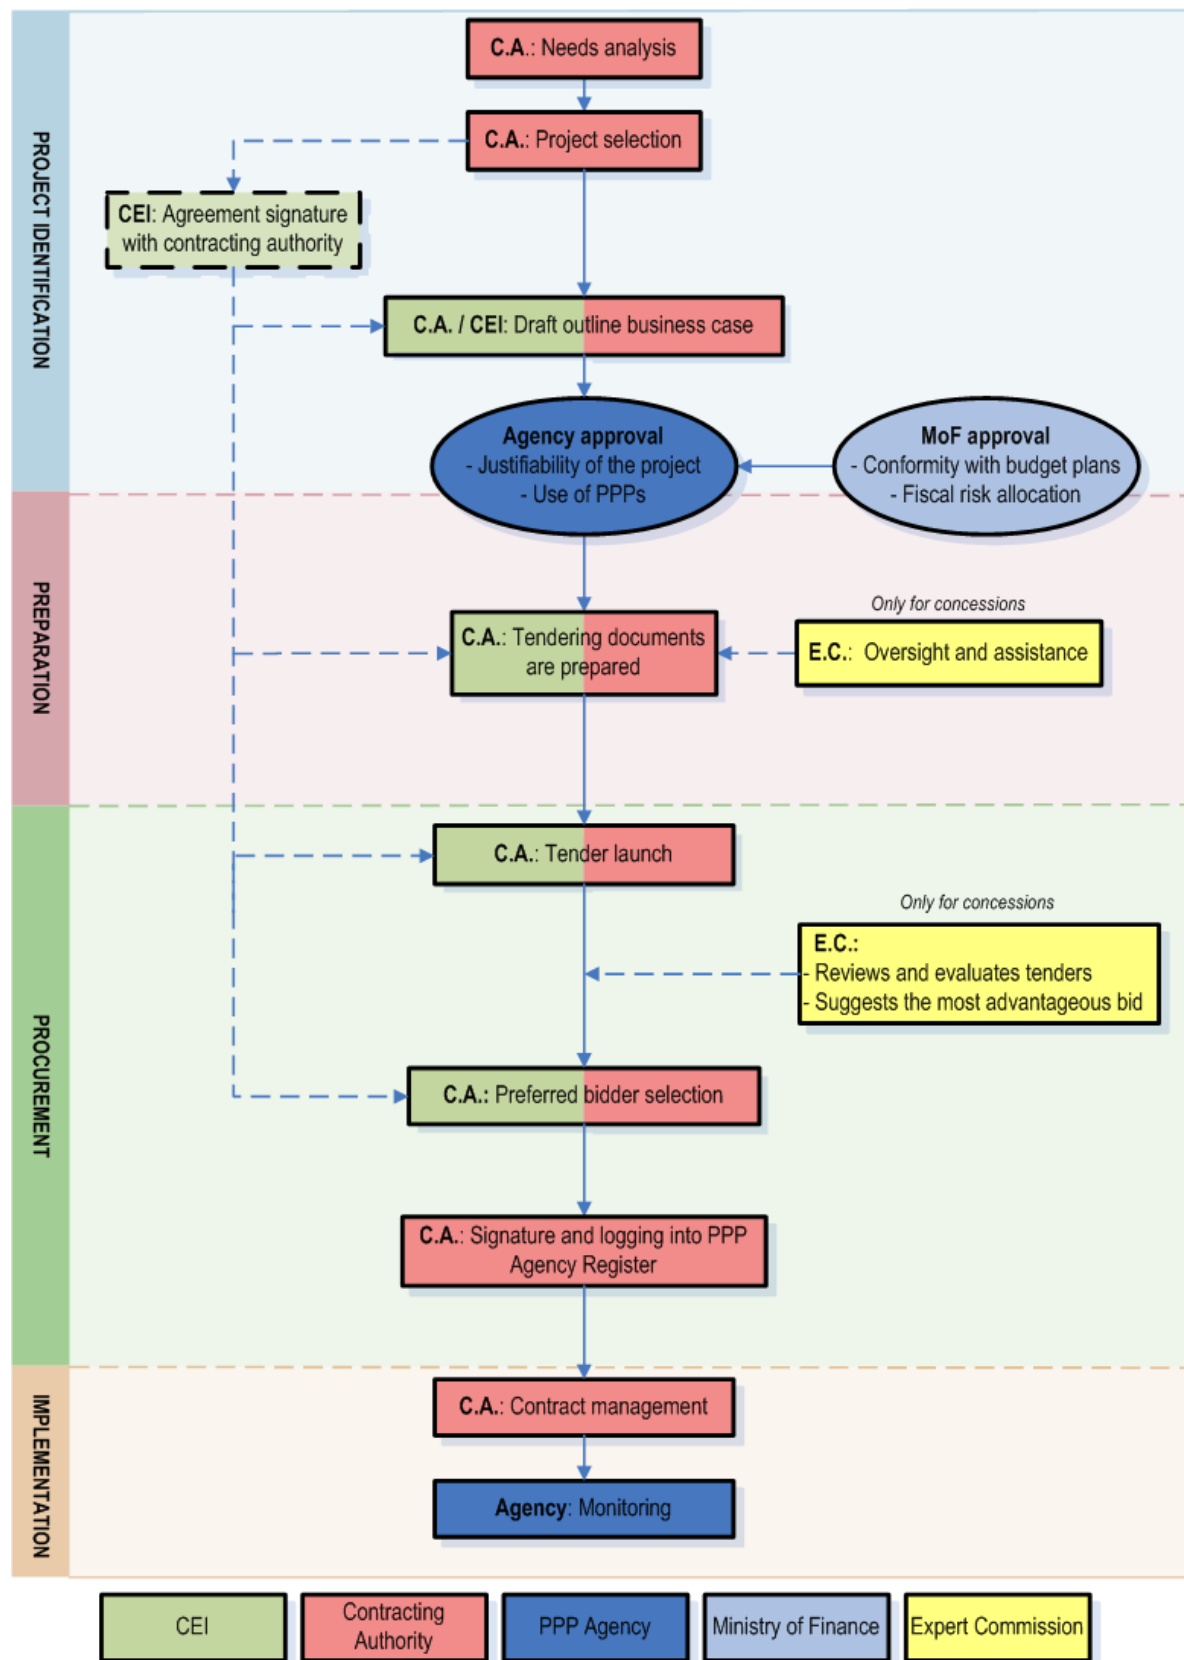 C.A.: Needs analysis
PROJECT IDENTIFICATION
C.A.: Project selection
CEI: Agreement signature
with contracting authority
C.A. / CEI: Draft outline business case
Agency approval
- Justifiability of the project
- Use of PPPs
MoF approval
- Conformity with budget plans
- Fiscal risk allocation
PREPARATION
Only for concessions
C.A.: Tendering documents
are prepared
E.C.: Oversight and assistance
PROCUREMENT
C.A.: Tender launch
Only for concessions
E.C.:
- Reviews and evaluates tenders
- Suggests the most advantageous bid
C.A.: Preferred bidder selection
C.A.: Signature and logging into PPP
Agency Register
IMPLEMENTATION
C.A.: Contract management
Agency: Monitoring
CEI
Contracting
Authority
PPP Agency
Ministry of Finance
Expert Commission